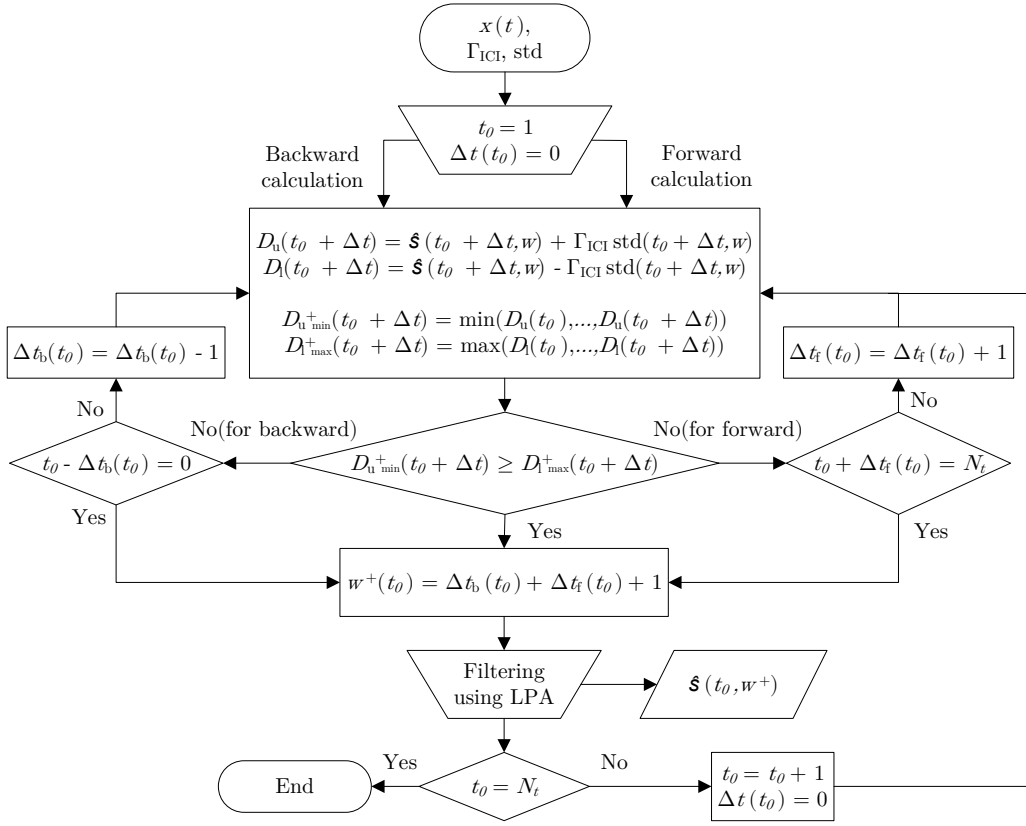 x(t),
Γ_ICI, std
t_0 = 1
Δt(t_0) = 0
Backward
calculation
Forward
calculation
D_u(t_0 + Δt) = ŝ(t_0 + Δt,w) + Γ_ICI std(t_0 + Δt,w)
D_l(t_0 + Δt) = ŝ(t_0 + Δt,w) - Γ_ICI std(t_0 + Δt,w)
D_u^+_min(t_0 + Δt) = min(D_u(t_0),...,D_u(t_0 + Δt))
D_l^+_max(t_0 + Δt) = max(D_l(t_0),...,D_l(t_0 + Δt))
Δt_b(t_0) = Δt_b(t_0) - 1
Δt_f(t_0) = Δt_f(t_0) + 1
No
No
No(for backward)
No(for forward)
t_0 - Δt_b(t_0) = 0
D_u^+_min(t_0 + Δt) ≥ D_l^+_max(t_0 + Δt)
t_0 + Δt_f(t_0) = N_t
Yes
Yes
Yes
w^+(t_0) = Δt_b(t_0) + Δt_f(t_0) + 1
Filtering
using LPA
ŝ(t_0,w^+)
Yes
No
End
t_0 = N_t
t_0 = t_0 + 1
Δt(t_0) = 0